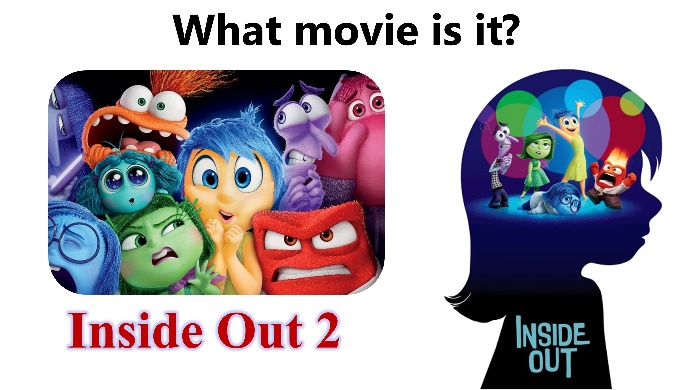 What movie is it?
Inside Out 2
INSIDE
OUT